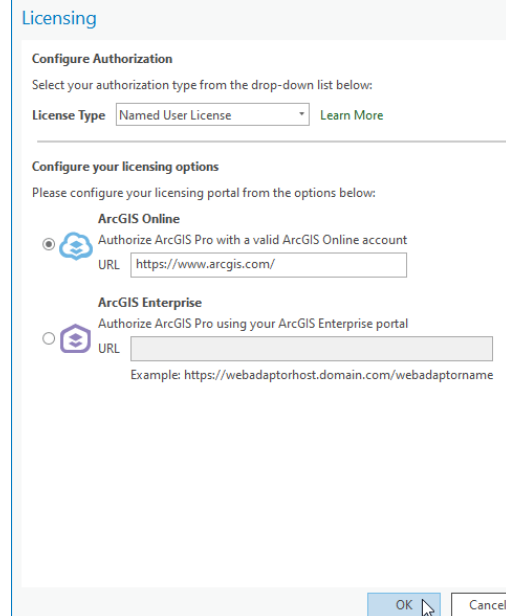 Licensing
Configure Authorization
Select your authorization type from the drop-down list below:
License Type Named User License Learn More
Configure your licensing options
Please configure your licensing portal from the options below:
ArcGIS Online
Authorize ArcGIS Pro with a valid ArcGIS Online account
URL https://www.arcgis.com/
ArcGIS Enterprise
Authorize ArcGIS Pro using your ArcGIS Enterprise portal
URL
Example: https://webadaptorhost.domain.com/webadaptorname
OK Cancel